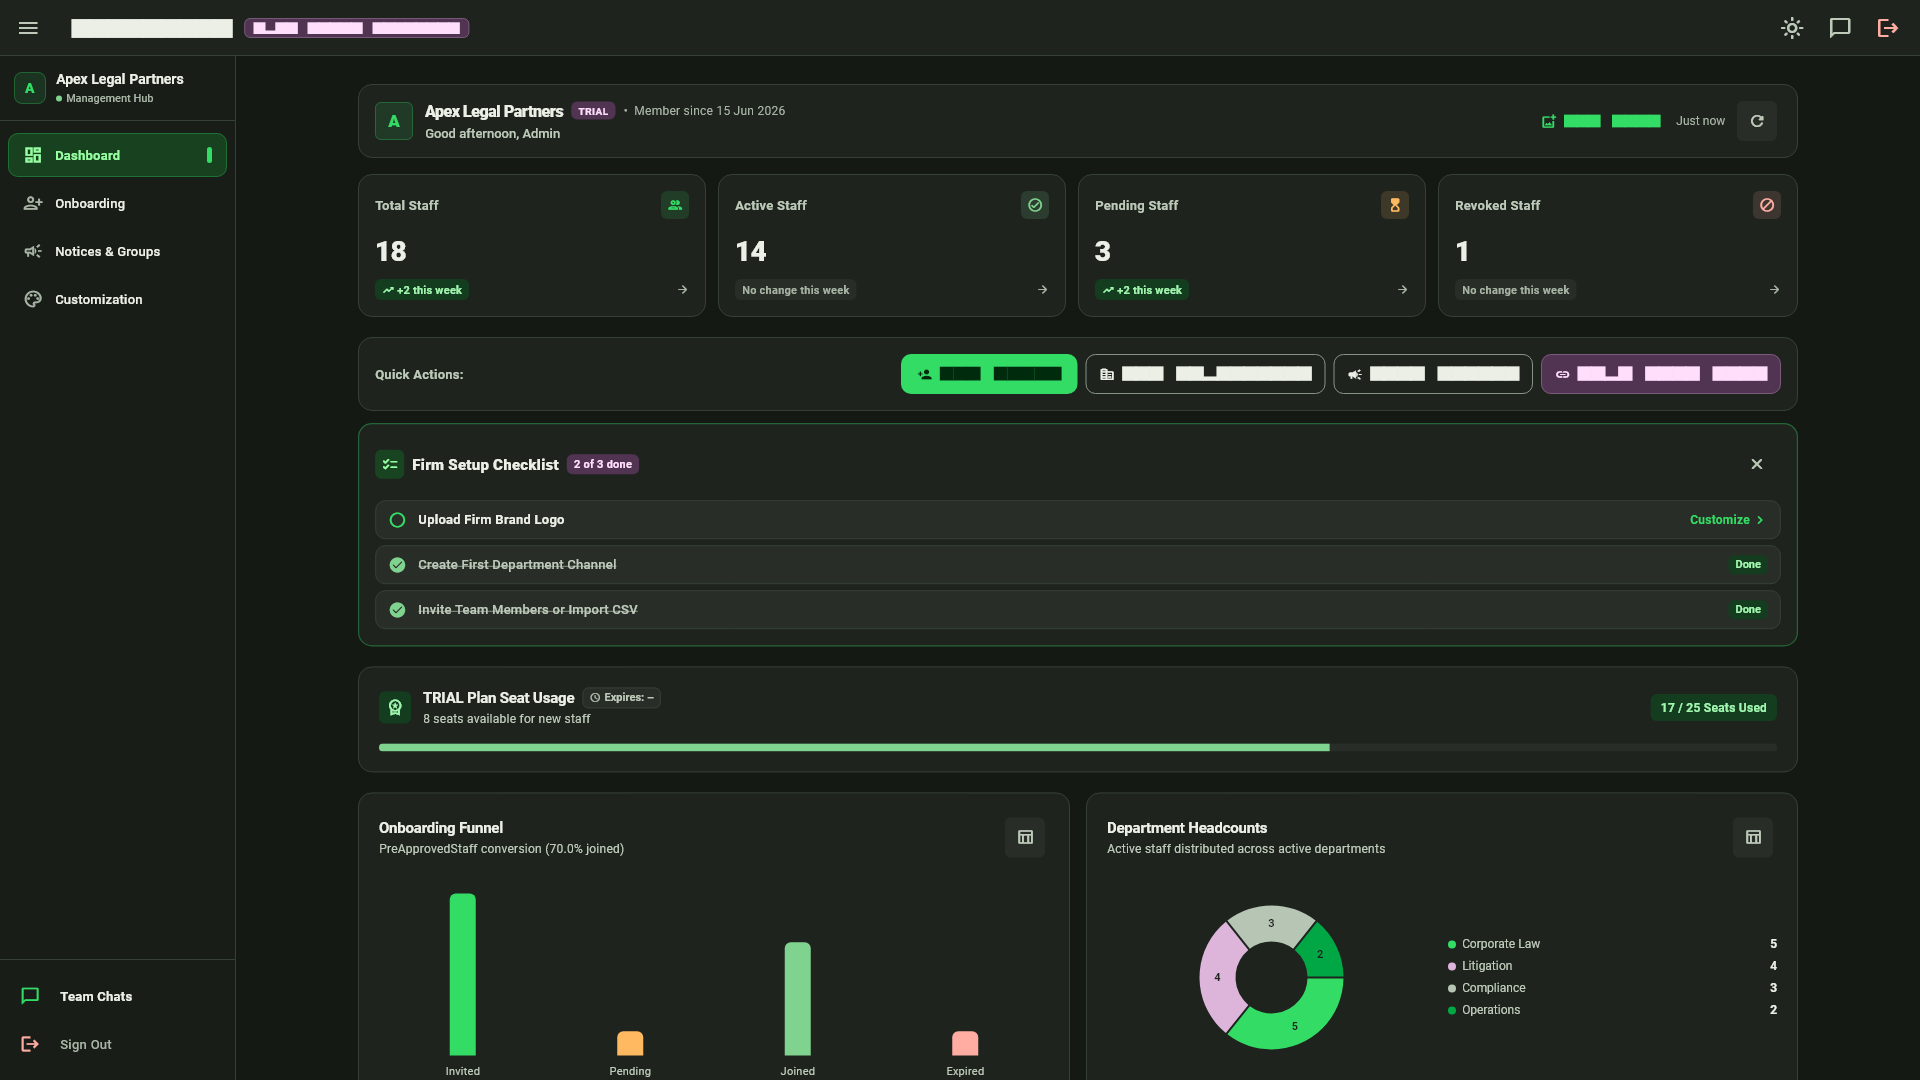 A
Apex Legal Partners
Management Hub
Dashboard
Onboarding
Notices & Groups
Customization
Team Chats
Sign Out
A
Apex Legal Partners
TRIAL
• Member since 15 Jun 2026
Good afternoon, Admin
Just now
Total Staff
18
+2 this week
Active Staff
14
No change this week
Pending Staff
3
+2 this week
Revoked Staff
1
No change this week
Quick Actions:
Firm Setup Checklist
2 of 3 done
Upload Firm Brand Logo
Customize
Create First Department Channel
Done
Invite Team Members or Import CSV
Done
TRIAL Plan Seat Usage
Expires: –
8 seats available for new staff
17 / 25 Seats Used
Onboarding Funnel
PreApprovedStaff conversion (70.0% joined)
Invited
Pending
Joined
Expired
Department Headcounts
Active staff distributed across active departments
3
2
4
5
Corporate Law 5
Litigation 4
Compliance 3
Operations 2